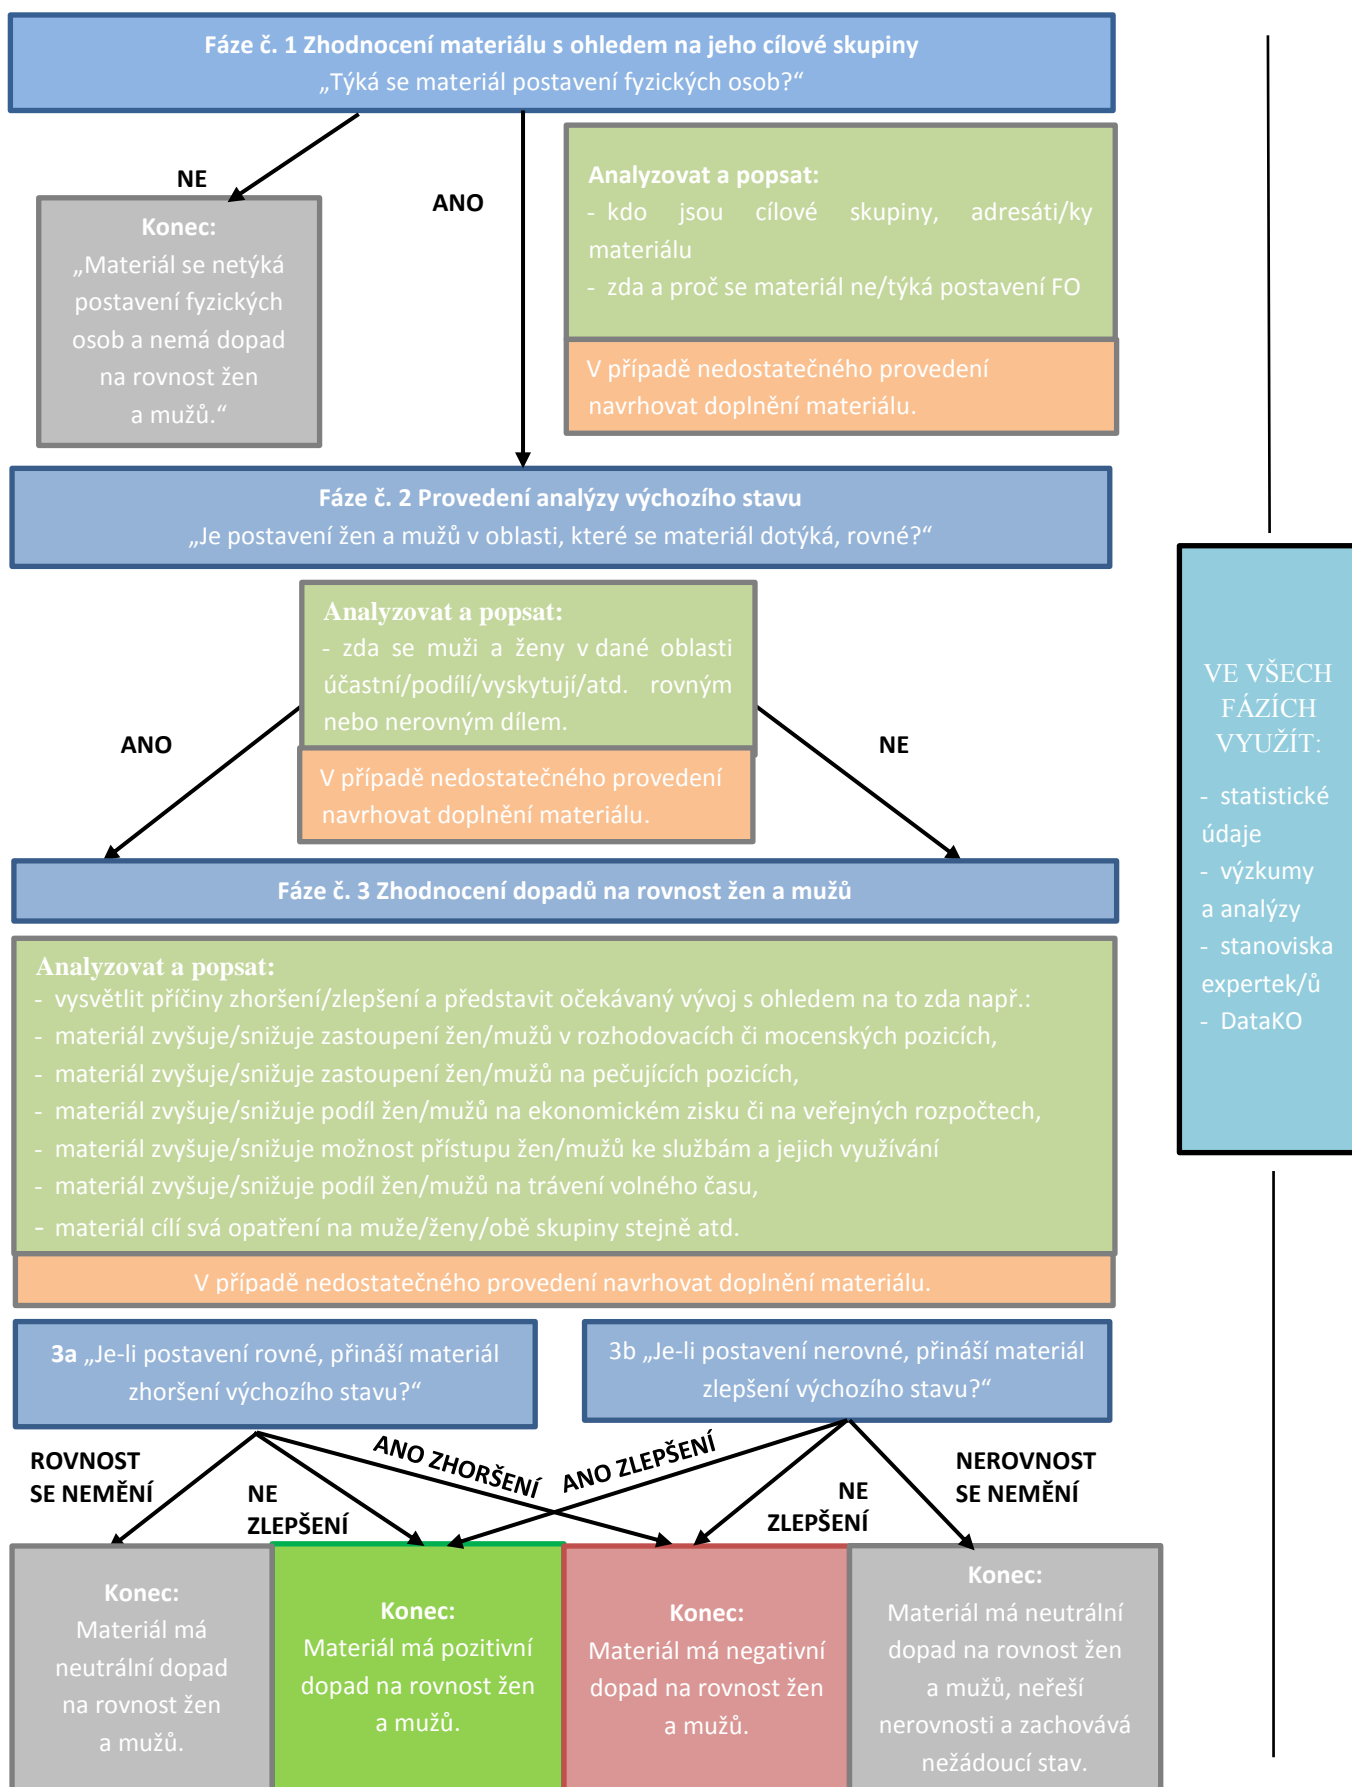 Fáze č. 1 Zhodnocení materiálu s ohledem na jeho cílové skupiny
„Týká se materiál postavení fyzických osob?“
NE
ANO
Konec:
„Materiál se netýká
postavení fyzických
osob a nemá dopad
na rovnost žen
a mužů.“
Analyzovat a popsat:
- kdo jsou cílové skupiny, adresáti/ky
materiálu
- zda a proč se materiál ne/týká postavení FO
V případě nedostatečného provedení
navrhovat doplnění materiálu.
Fáze č. 2 Provedení analýzy výchozího stavu
„Je postavení žen a mužů v oblasti, které se materiál dotýká, rovné?“
Analyzovat a popsat:
- zda se muži a ženy v dané oblasti
účastní/podílí/vyskytují/atd. rovným
nebo nerovným dílem.
ANO
NE
V případě nedostatečného provedení
navrhovat doplnění materiálu.
Fáze č. 3 Zhodnocení dopadů na rovnost žen a mužů
Analyzovat a popsat:
- vysvětlit příčiny zhoršení/zlepšení a představit očekávaný vývoj s ohledem na to zda např.:
- materiál zvyšuje/snižuje zastoupení žen/mužů v rozhodovacích či mocenských pozicích,
- materiál zvyšuje/snižuje zastoupení žen/mužů na pečujících pozicích,
- materiál zvyšuje/snižuje podíl žen/mužů na ekonomickém zisku či na veřejných rozpočtech,
- materiál zvyšuje/snižuje možnost přístupu žen/mužů ke službám a jejich využívání
- materiál zvyšuje/snižuje podíl žen/mužů na trávení volného času,
- materiál cílí svá opatření na muže/ženy/obě skupiny stejně atd.
V případě nedostatečného provedení navrhovat doplnění materiálu.
3a „Je-li postavení rovné, přináší materiál
zhoršení výchozího stavu?“
3b „Je-li postavení nerovné, přináší materiál
zlepšení výchozího stavu?“
ROVNOST
SE NEMĚNÍ
NE
ZLEPŠENÍ
ANO ZHORŠENÍ
ANO ZLEPŠENÍ
NE
ZLEPŠENÍ
NEROVNOST
SE NEMĚNÍ
Konec:
Materiál má
neutrální dopad
na rovnost žen
a mužů.
Konec:
Materiál má pozitivní
dopad na rovnost žen
a mužů.
Konec:
Materiál má negativní
dopad na rovnost žen
a mužů.
Konec:
Materiál má neutrální
dopad na rovnost žen
a mužů, neřeší
nerovnosti a zachovává
nežádoucí stav.
VE VŠECH
FÁZÍCH
VYUŽÍT:
- statistické
údaje
- výzkumy
a analýzy
- stanoviska
expertek/ů
- DataKO